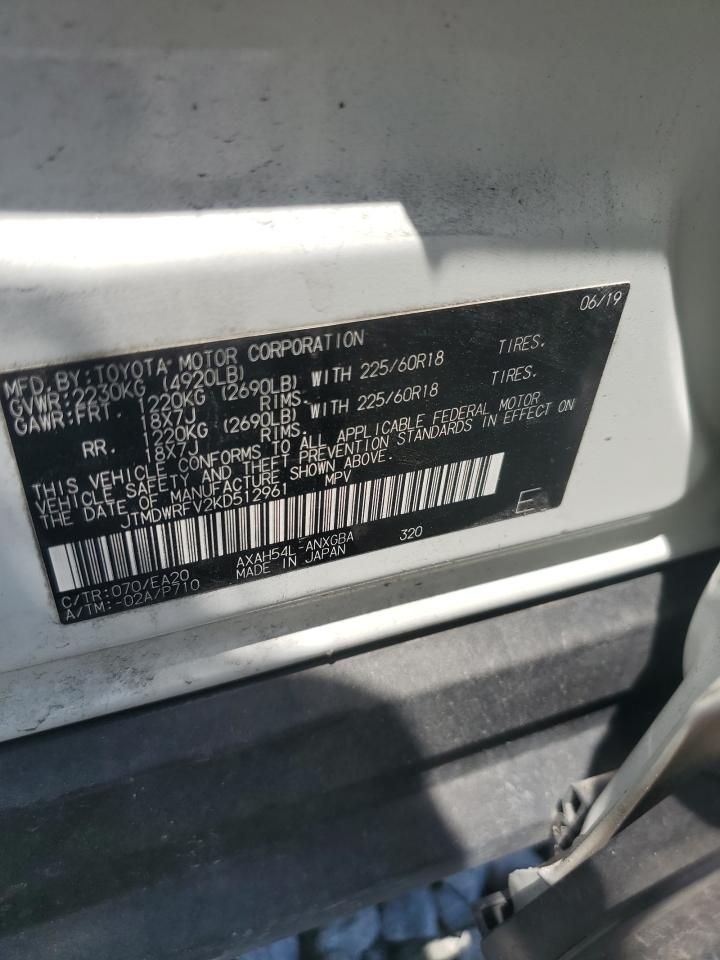 06/19
MFD.BY:TOYOTA MOTOR CORPORATION
GVWR:2230KG (4920LB)
GAWR:FRT. 1220KG (2690LB) WITH 225/60R18 TIRES.
18X7J RIMS.
RR. 1220KG (2690LB) WITH 225/60R18 TIRES.
18X7J RIMS.
THIS VEHICLE CONFORMS TO ALL APPLICABLE FEDERAL MOTOR
VEHICLE SAFETY AND THEFT PREVENTION STANDARDS IN EFFECT ON
THE DATE OF MANUFACTURE SHOWN ABOVE.
JTMDWRFV2KD512961 MPV
E
C/TR:070/EA20 AXAH54L-ANXGBA 320
A/TM:-02A/P710 MADE IN JAPAN